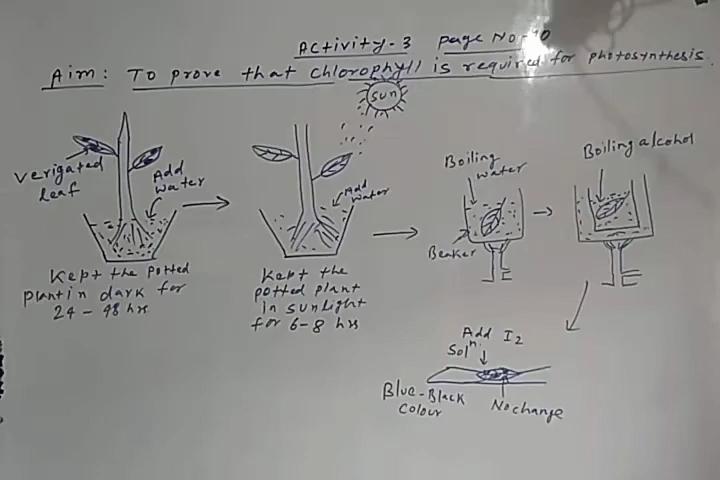 Activity-3 page No-10
Aim: To prove that chlorophyll is required for photosynthesis.
sun
Verigated
leaf
Add
water
Kept the potted
plant in dark for
24-48 hrs
Add
water
Kept the
potted plant
in sunlight
for 6-8 hrs
Boiling
water
Beaker
Boiling alcohol
Add I2
Solⁿ.
Blue-Black
colour
No change